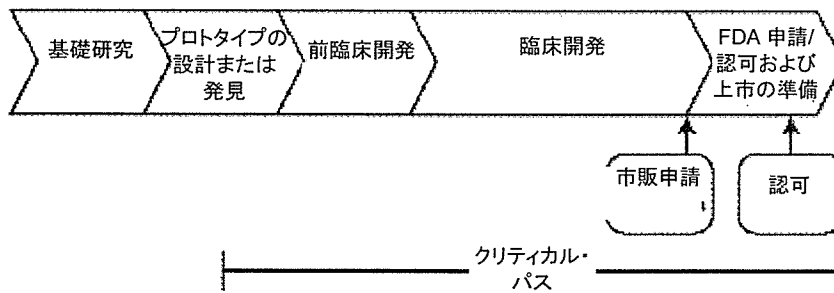 基礎研究
プロトタイプの
設計または
発見
前臨床開発
臨床開発
FDA 申請/
認可および
上市の準備
市販申請
認可
クリティカル・
パス